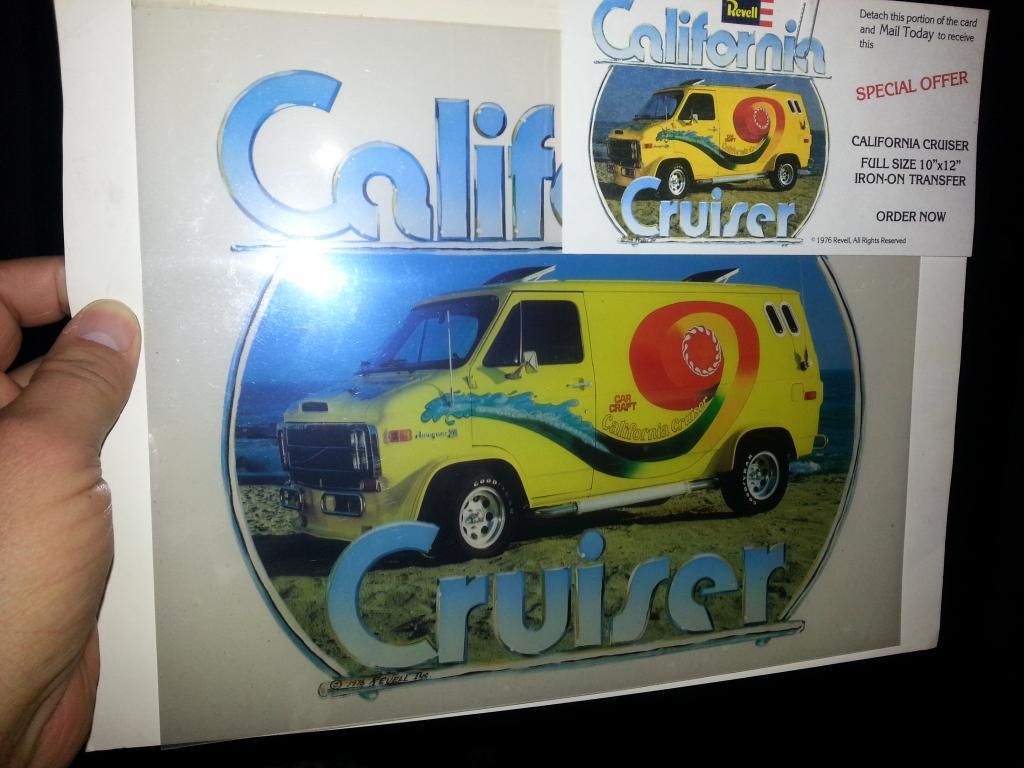 Revell
California
Cruiser
Detach this portion of the card
and Mail Today to receive
this
SPECIAL OFFER
CALIFORNIA CRUISER
FULL SIZE 10"x12"
IRON-ON TRANSFER
ORDER NOW
© 1976 Revell, All Rights Reserved
Calif
CAR
CRAFT
California Cruiser
Cruiser
© 1976 REVELL INC.